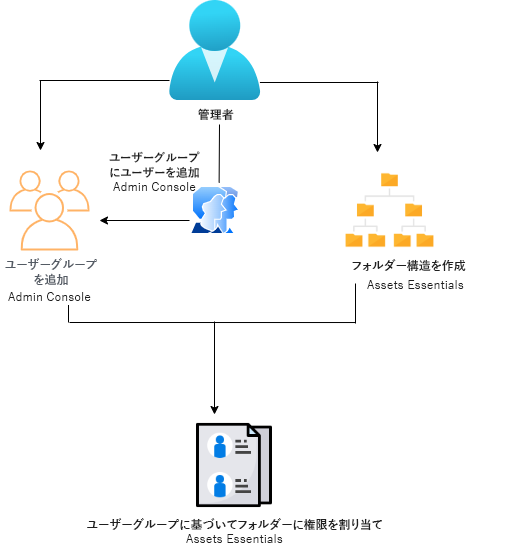 管理者
ユーザーグループ
にユーザーを追加
Admin Console
ユーザーグループ
を追加
Admin Console
フォルダー構造を作成
Assets Essentials
ユーザーグループに基づいてフォルダーに権限を割り当て
Assets Essentials